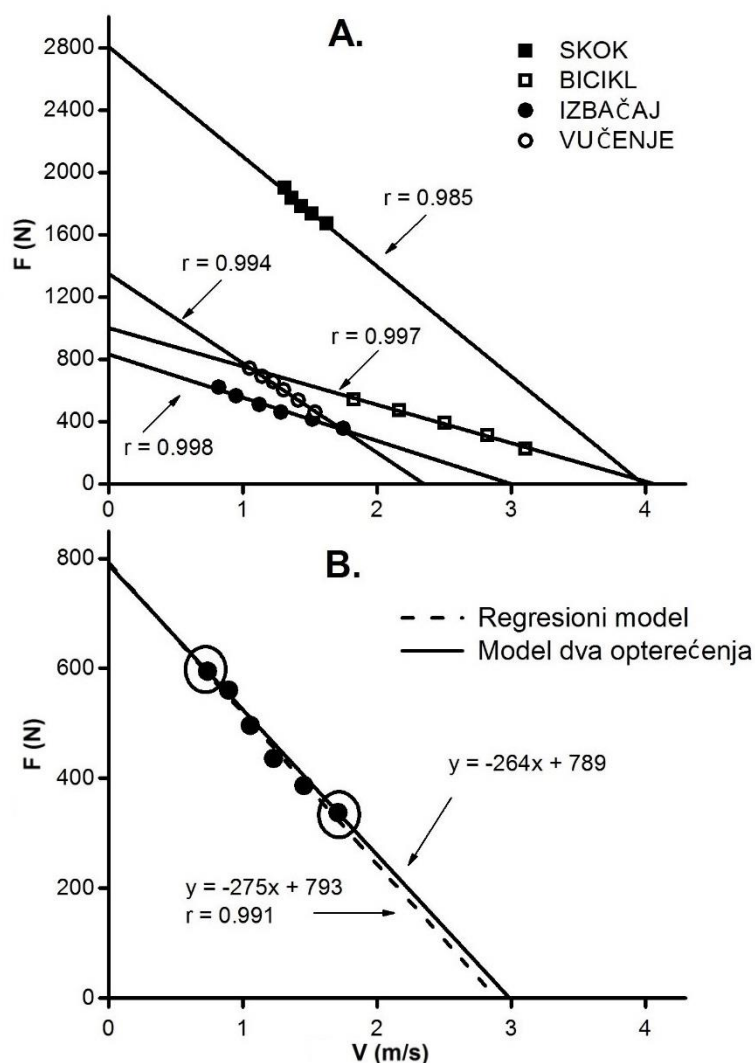 A.
2800
2400
2000
1600
1200
800
400
0
F (N)
SKOK
BICIKL
IZBAČAJ
VUČENJE
r = 0.985
r = 0.994
r = 0.997
r = 0.998
0 1 2 3 4
B.
800
600
400
200
0
F (N)
Regresioni model
Model dva opterećenja
y = -264x + 789
y = -275x + 793
r = 0.991
0 1 2 3 4
V (m/s)